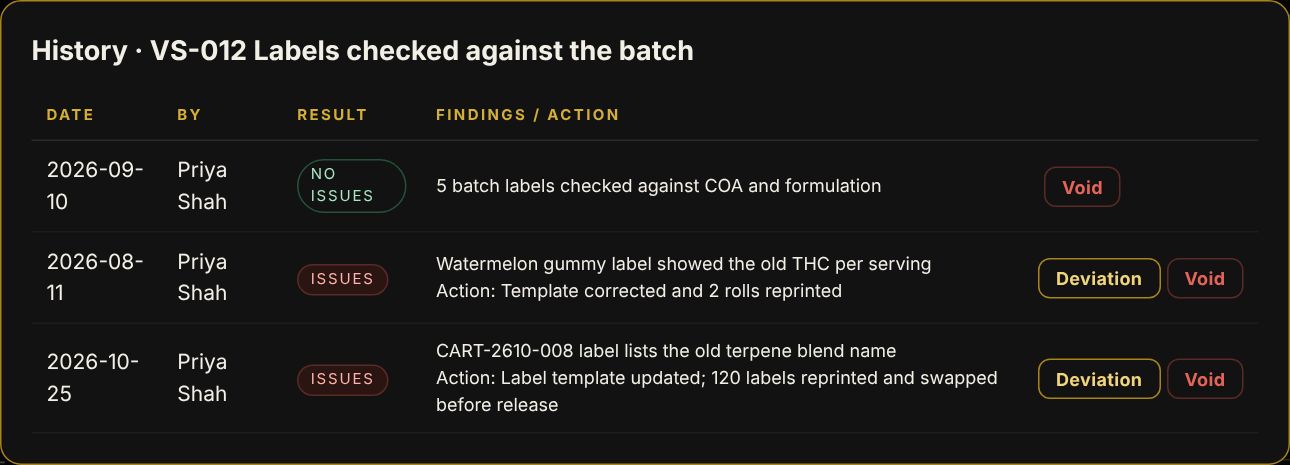 History · VS-012 Labels checked against the batch
DATE BY RESULT FINDINGS / ACTION
2026-09-
10
Priya
Shah
NO
ISSUES
5 batch labels checked against COA and formulation
Void
2026-08-
11
Priya
Shah
ISSUES
Watermelon gummy label showed the old THC per serving
Action: Template corrected and 2 rolls reprinted
Deviation Void
2026-10-
25
Priya
Shah
ISSUES
CART-2610-008 label lists the old terpene blend name
Action: Label template updated; 120 labels reprinted and swapped
before release
Deviation Void